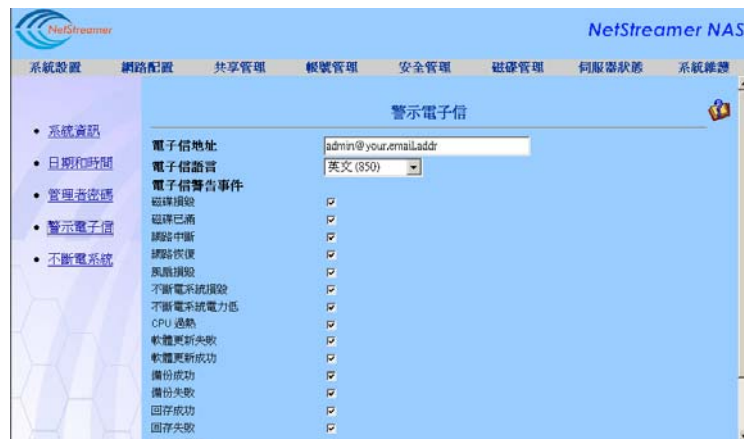 NetStreamer
NetStreamer NAS
系統設置 網路配置 共享管理 帳號管理 安全管理 磁碟管理 伺服器狀態 系統維護
警示電子信
• 系統資訊
• 日期和時間
• 管理者密碼
• 警示電子信
• 不斷電系統
電子信地址 admin@your.email.addr
電子信語言 英文 (850)
電子信警告事件
磁碟損毀
磁碟已滿
網路中斷
網路恢復
風扇損毀
不斷電系統損毀
不斷電系統電力低
CPU 過熱
軟體更新失敗
軟體更新成功
備份成功
備份失敗
回存成功
回存失敗